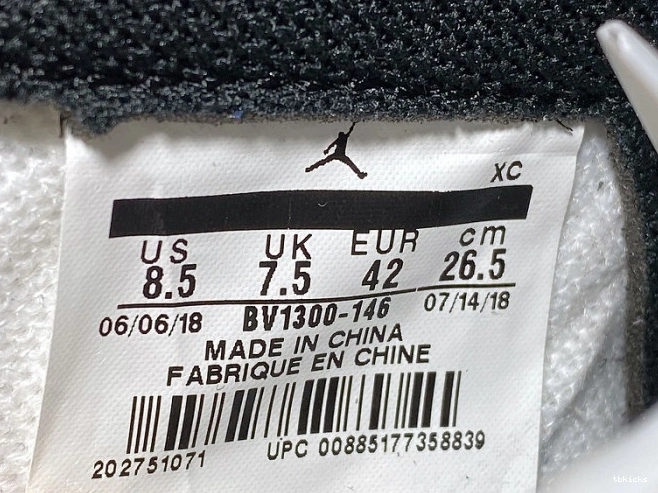 XC
US UK EUR cm
8.5 7.5 42 26.5
06/06/18 BV1300-146 07/14/18
MADE IN CHINA
FABRIQUE EN CHINE
202751071 UPC 00885177358839
tbkicks